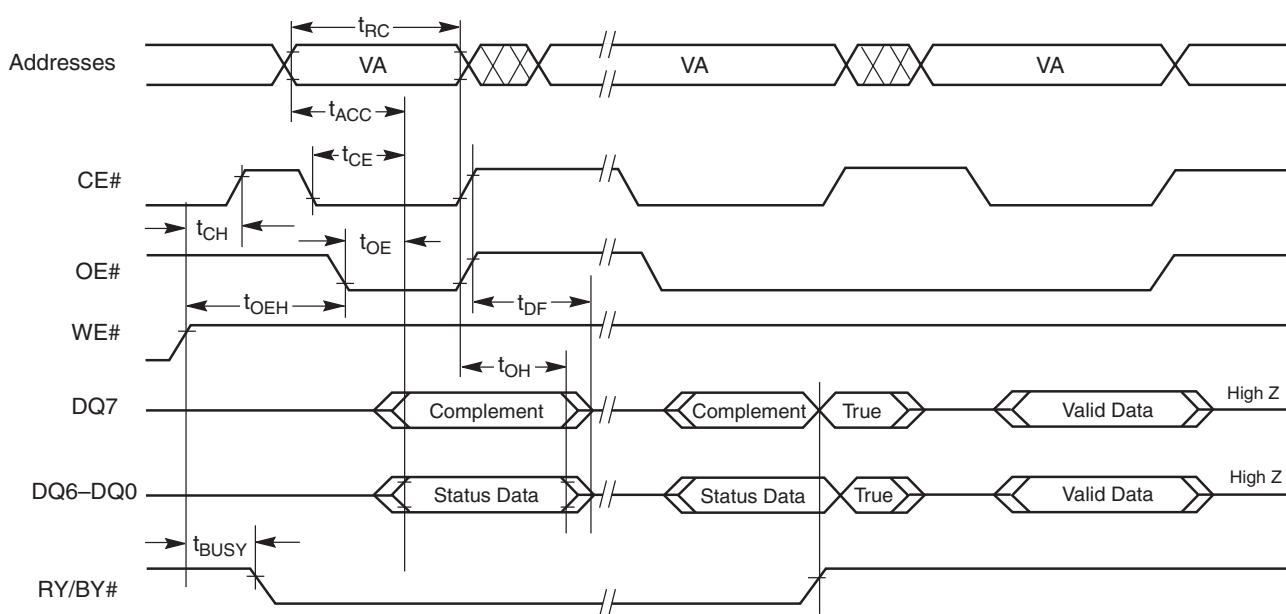 tRC
Addresses VA VA VA
tACC
tCE
CE#
tCH tOE
OE#
tOEH tDF
WE#
tOH
DQ7 Complement Complement True Valid Data High Z
DQ6–DQ0 Status Data Status Data True Valid Data High Z
tBUSY
RY/BY#